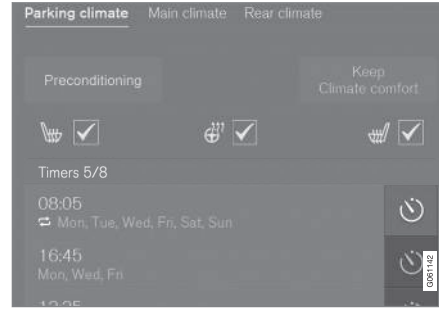 Parking climate Main climate Rear climate
Preconditioning
Keep
Climate comfort
Timers 5/8
08:05
Mon, Tue, Wed, Fri, Sat, Sun
16:45
Mon, Wed, Fri
G061142